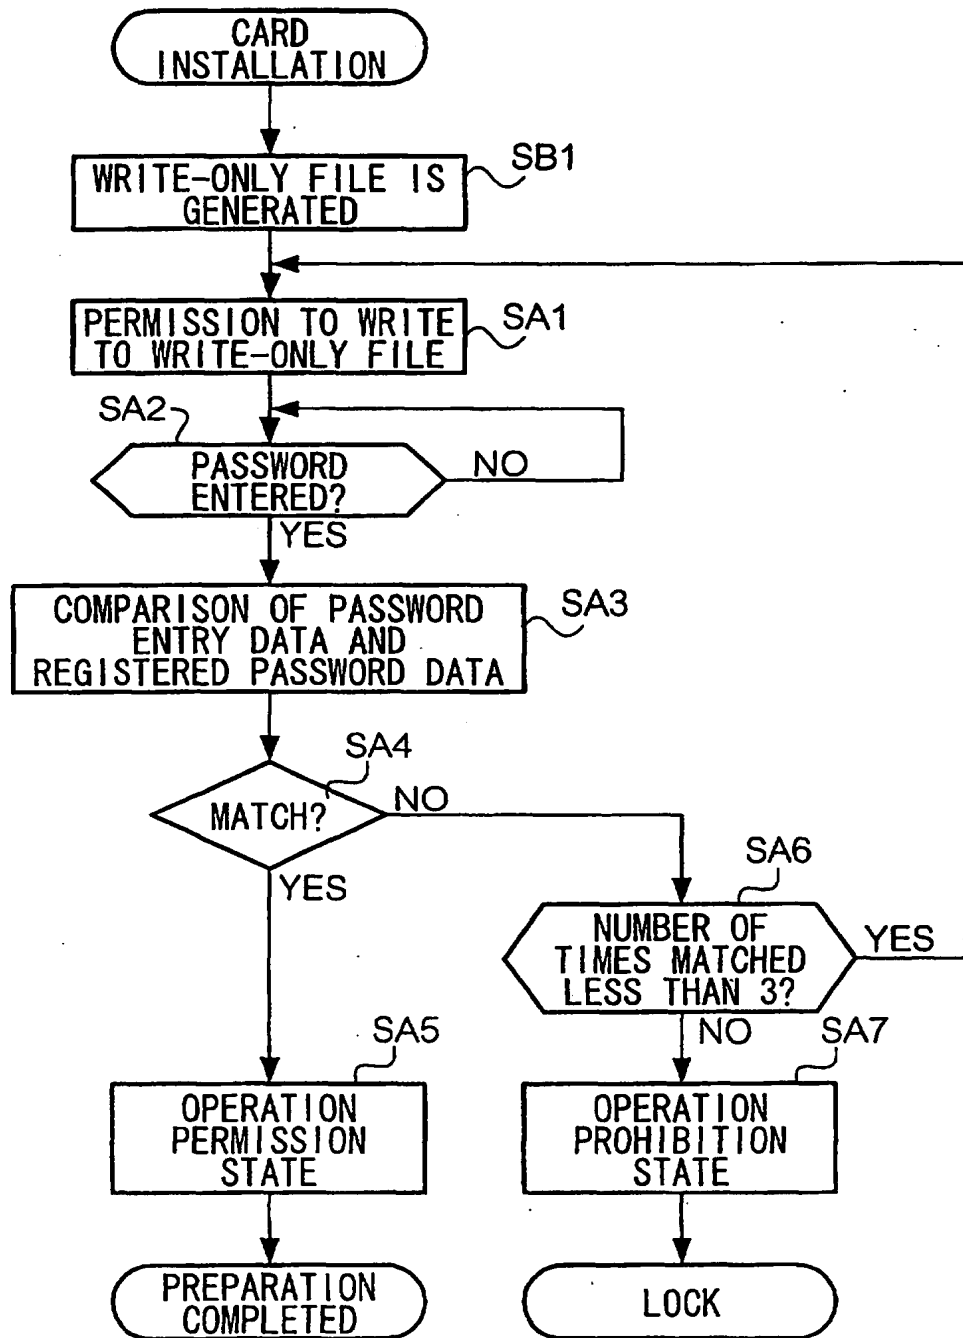 CARD
INSTALLATION
SB1
WRITE-ONLY FILE IS
GENERATED
PERMISSION TO WRITE
TO WRITE-ONLY FILE
SA1
SA2
PASSWORD
ENTERED?
NO
YES
COMPARISON OF PASSWORD
ENTRY DATA AND
REGISTERED PASSWORD DATA
SA3
SA4
MATCH?
NO
YES
SA6
NUMBER OF
TIMES MATCHED
LESS THAN 3?
YES
NO
SA5
OPERATION
PERMISSION
STATE
SA7
OPERATION
PROHIBITION
STATE
PREPARATION
COMPLETED
LOCK